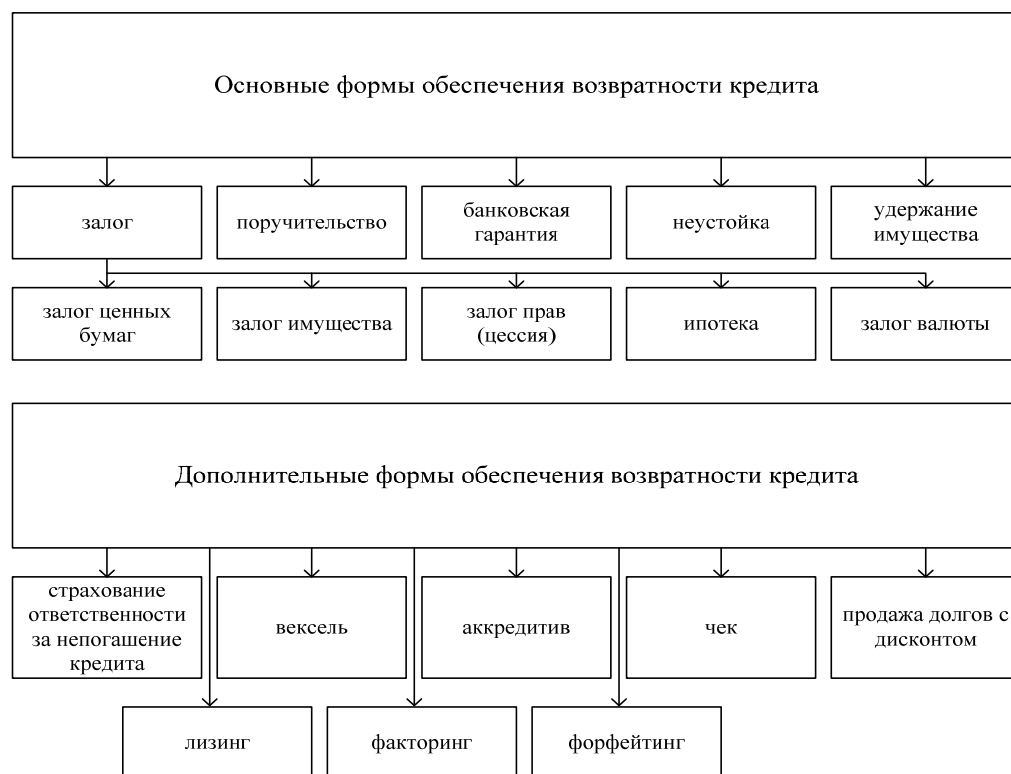 Основные формы обеспечения возвратности кредита
залог
поручительство
банковская
гарантия
неустойка
удержание
имущества
залог ценных
бумаг
залог имущества
залог прав
(цессия)
ипотека
залог валюты
Дополнительные формы обеспечения возвратности кредита
страхование
ответственности
за непогашение
кредита
вексель
аккредитив
чек
продажа долгов с
дисконтом
лизинг
факторинг
форфейтинг